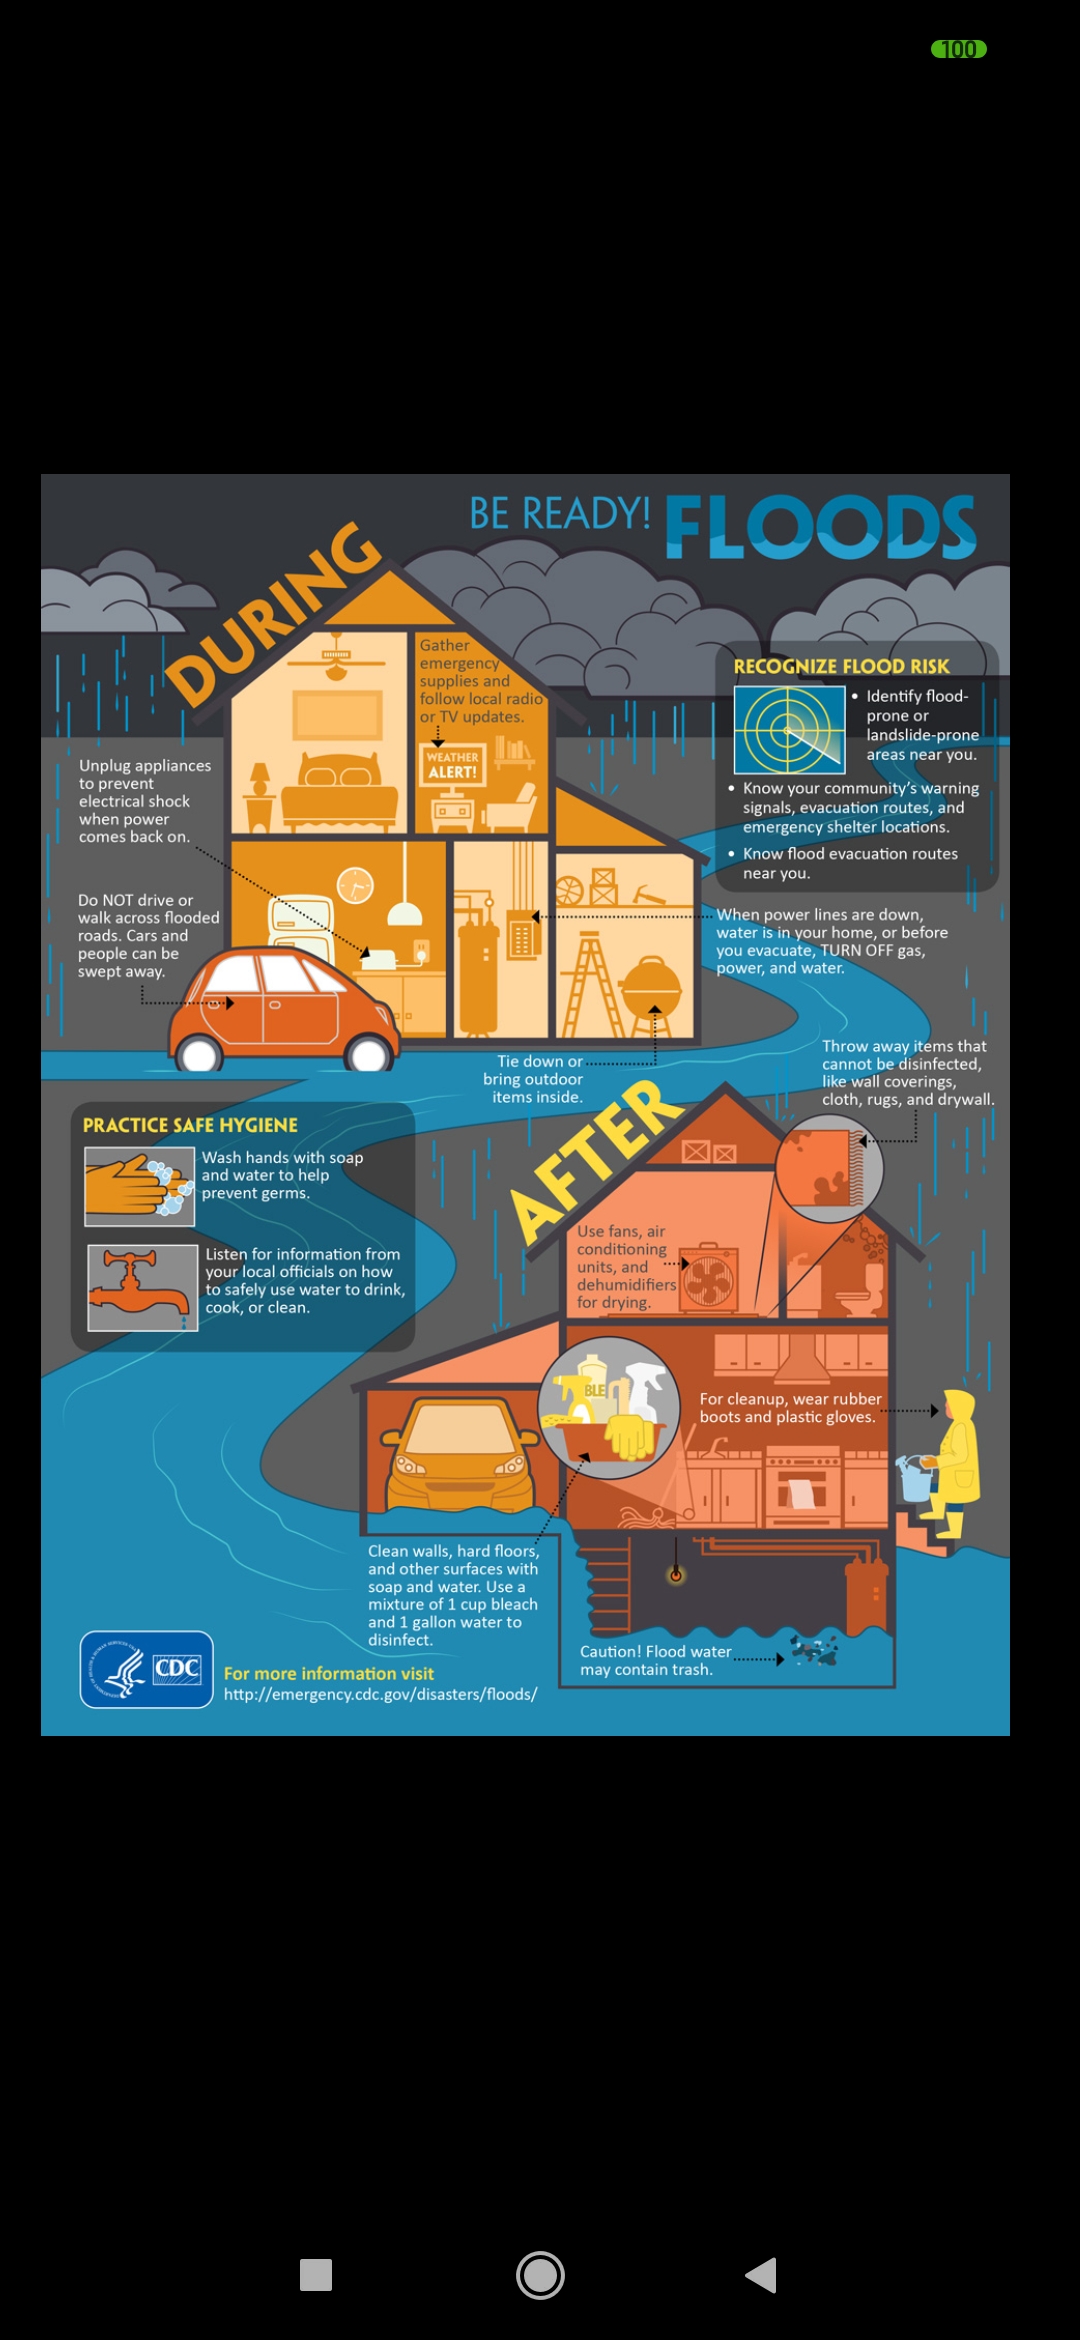 100
BE READY! FLOODS
DURING
Gather
emergency
supplies and
follow local radio
or TV updates.
WEATHER
ALERT!
RECOGNIZE FLOOD RISK
• Identify flood-
prone or
landslide-prone
areas near you.
• Know your community's warning
signals, evacuation routes, and
emergency shelter locations.
• Know flood evacuation routes
near you.
Unplug appliances
to prevent
electrical shock
when power
comes back on.
Do NOT drive or
walk across flooded
roads. Cars and
people can be
swept away.
When power lines are down,
water is in your home, or before
you evacuate, TURN OFF gas,
power, and water.
Tie down or
bring outdoor
items inside.
Throw away items that
cannot be disinfected,
like wall coverings,
cloth, rugs, and drywall.
PRACTICE SAFE HYGIENE
Wash hands with soap
and water to help
prevent germs.
Listen for information from
your local officials on how
to safely use water to drink,
cook, or clean.
AFTER
Use fans, air
conditioning
units, and
dehumidifiers
for drying.
BLE
For cleanup, wear rubber
boots and plastic gloves.
Clean walls, hard floors,
and other surfaces with
soap and water. Use a
mixture of 1 cup bleach
and 1 gallon water to
disinfect.
Caution! Flood water
may contain trash.
CDC
For more information visit
http://emergency.cdc.gov/disasters/floods/